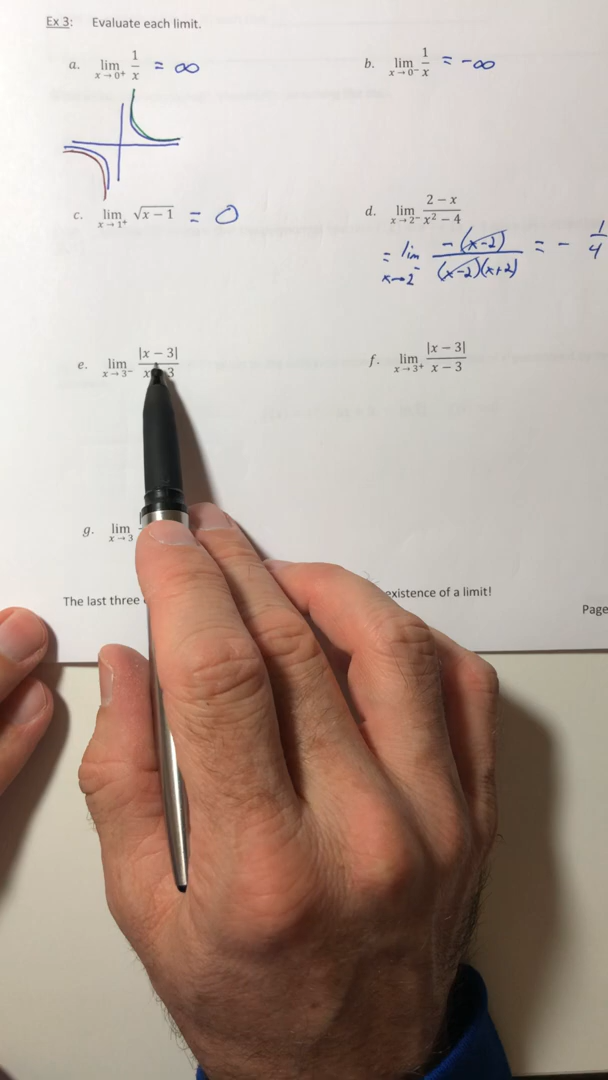 Ex 3: Evaluate each limit.
a. lim x→0⁺ 1/x = ∞
b. lim x→0⁻ 1/x = -∞
c. lim x→1⁺ √(x − 1) = 0
d. lim x→2⁻ (2 − x)/(x² − 4)
= lim x→2⁻ -(x-2)/((x-2)(x+2)) = - 1/4
e. lim x→3⁻ |x − 3|/x 3
f. lim x→3⁺ |x − 3|/(x − 3)
g. lim x→3
The last three
existence of a limit!
Page